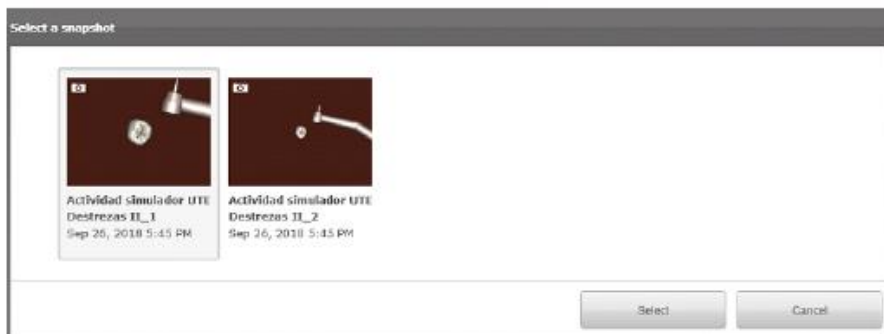 Select a snapshot
Actividad simulador UTE
Destrezas II_1
Sep 26, 2018 5:45 PM
Actividad simulador UTE
Destrezas II_2
Sep 26, 2018 5:45 PM
Select
Cancel